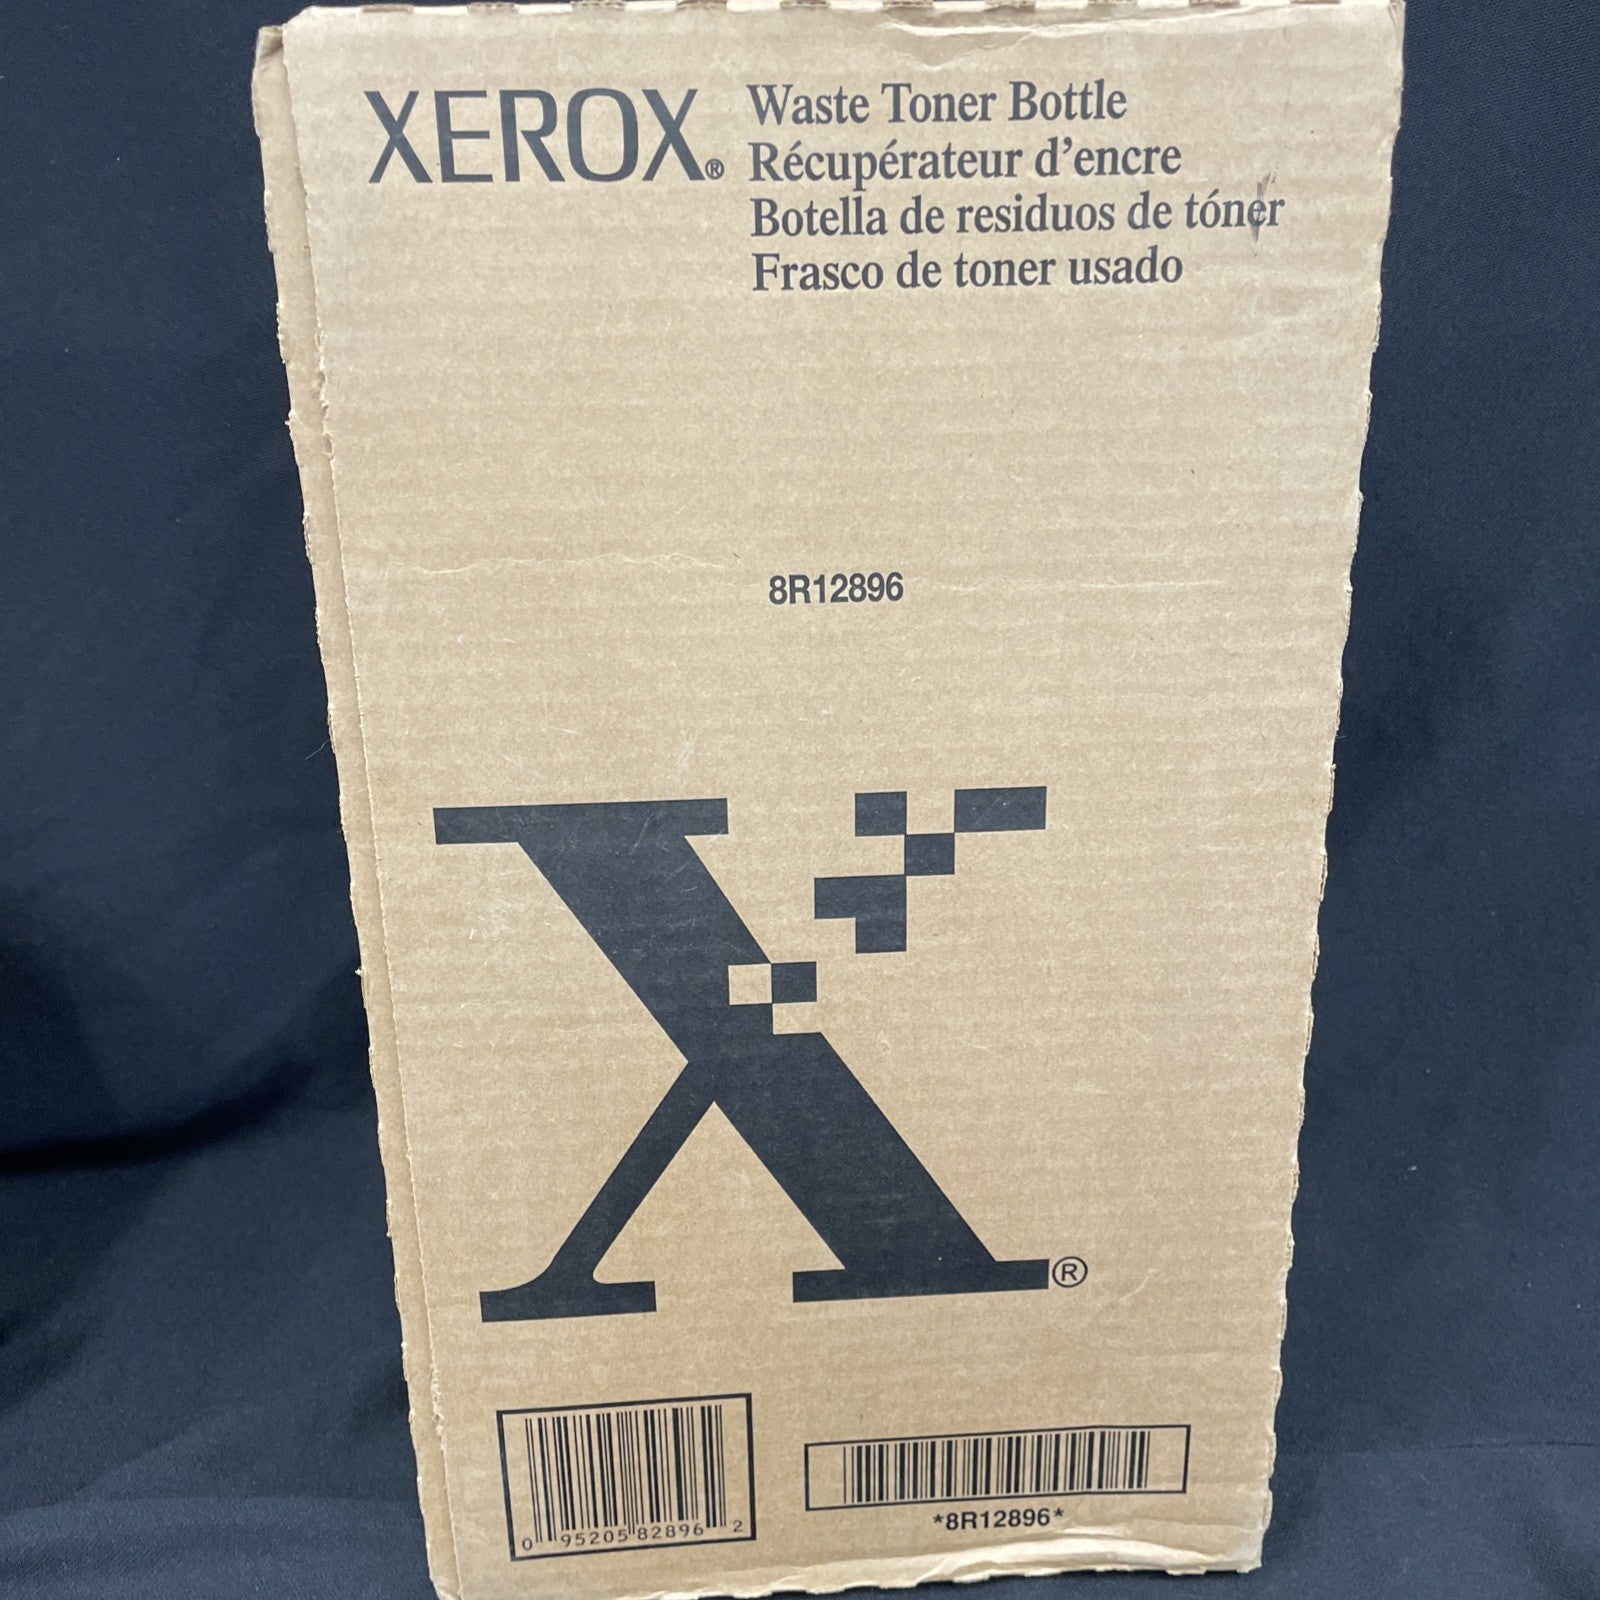 XEROX®
Waste Toner Bottle
Récupérateur d'encre
Botella de residuos de tóner
Frasco de toner usado
8R12896
X®
0 95205 82896 2
*8R12896*